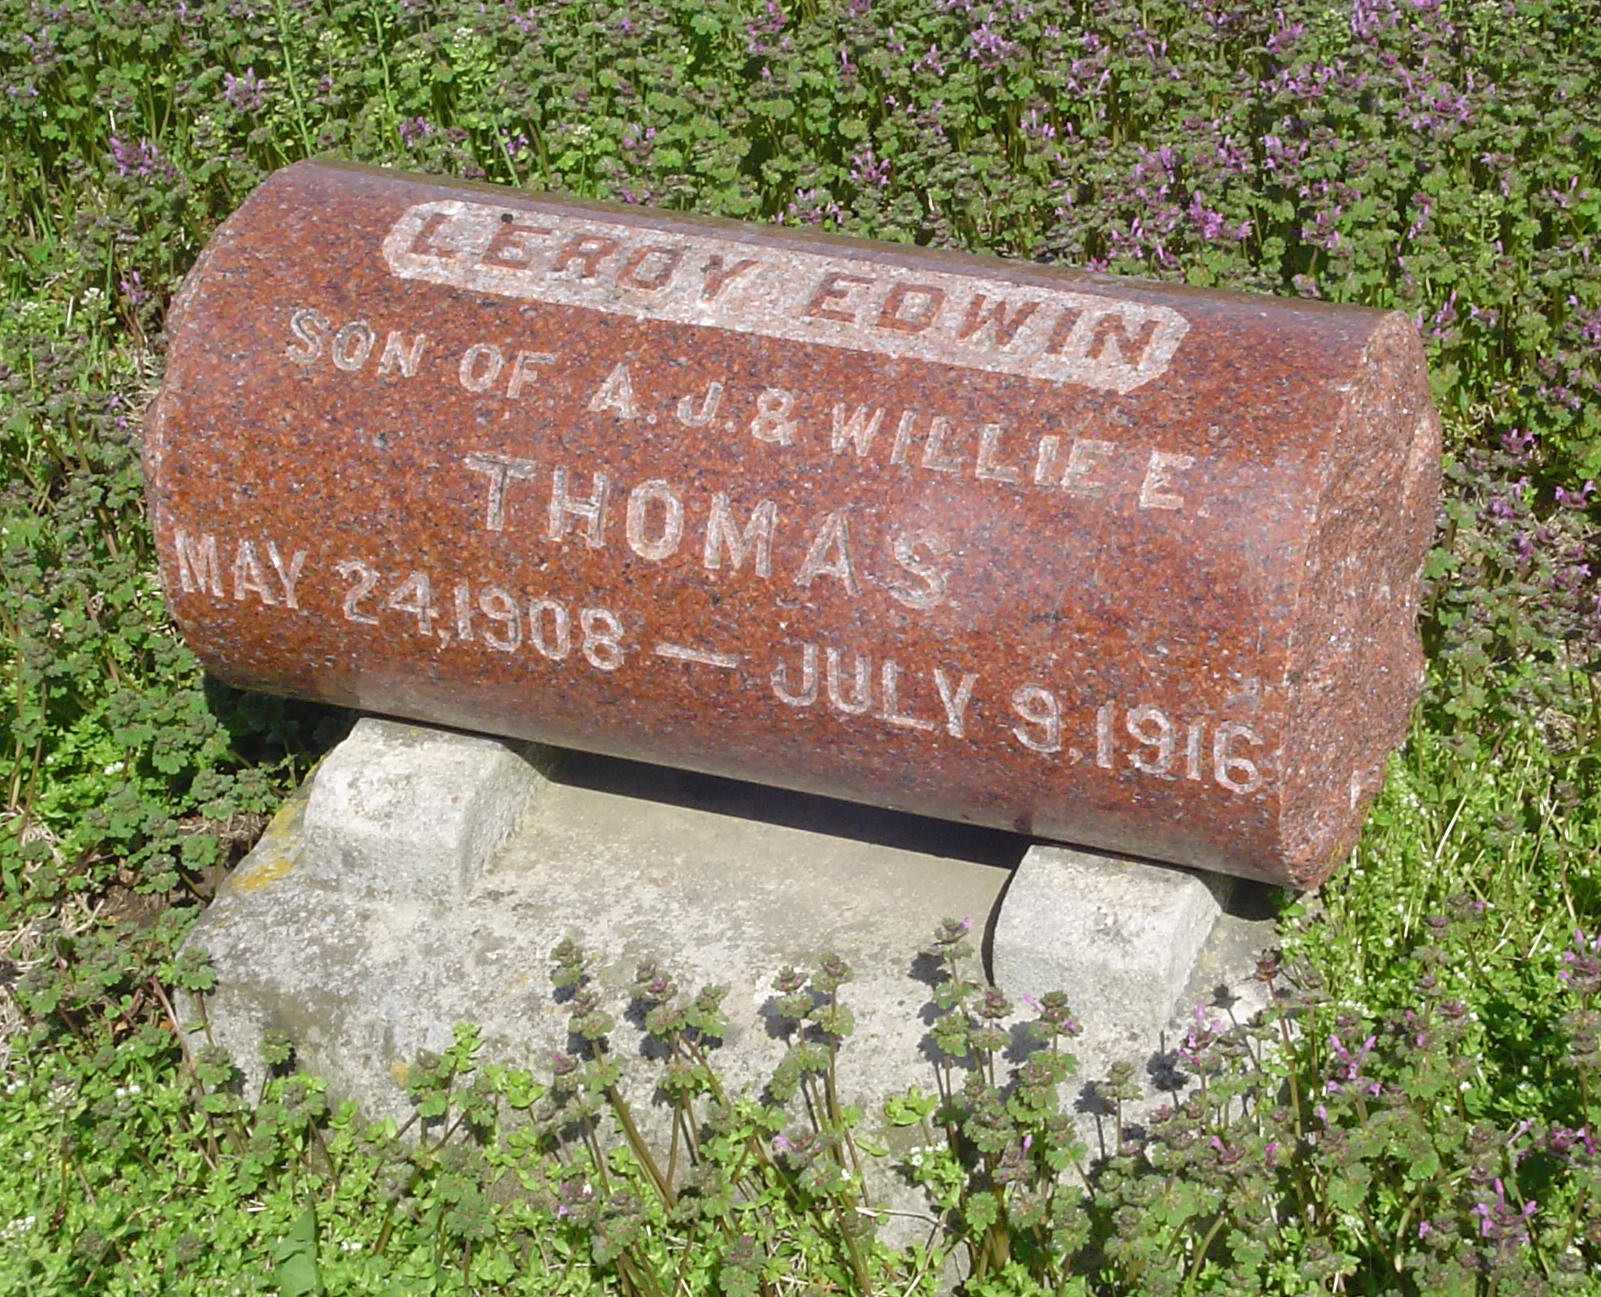 LEROY EDWIN
SON OF A. J. & WILLIE E.
THOMAS
MAY 24, 1908 — JULY 9, 1916